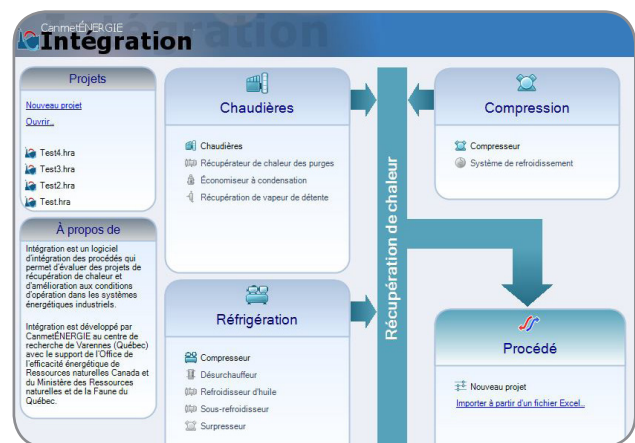 CanmetÉNERGIE
Intégration
Projets
Nouveau projet
Ouvrir...
Test4.hra
Test3.hra
Test2.hra
Test.hra
À propos de
Intégration est un logiciel
d'intégration des procédés qui
permet d'évaluer des projets de
récupération de chaleur et
d'amélioration aux conditions
d'opération dans les systèmes
énergétiques industriels.
Intégration est développé par
CanmetÉNERGIE au centre de
recherche de Varennes (Québec)
avec le support de l'Office de
l'efficacité énergétique de
Ressources naturelles Canada et
du Ministère des Ressources
naturelles et de la Faune du
Québec.
Chaudières
Chaudières
Récupérateur de chaleur des purges
Économiseur à condensation
Récupération de vapeur de détente
Réfrigération
Compresseur
Désurchauffeur
Refroidisseur d'huile
Sous-refroidisseur
Surpresseur
Récupération de chaleur
Compression
Compresseur
Système de refroidissement
Procédé
Nouveau projet
Importer à partir d'un fichier Excel...